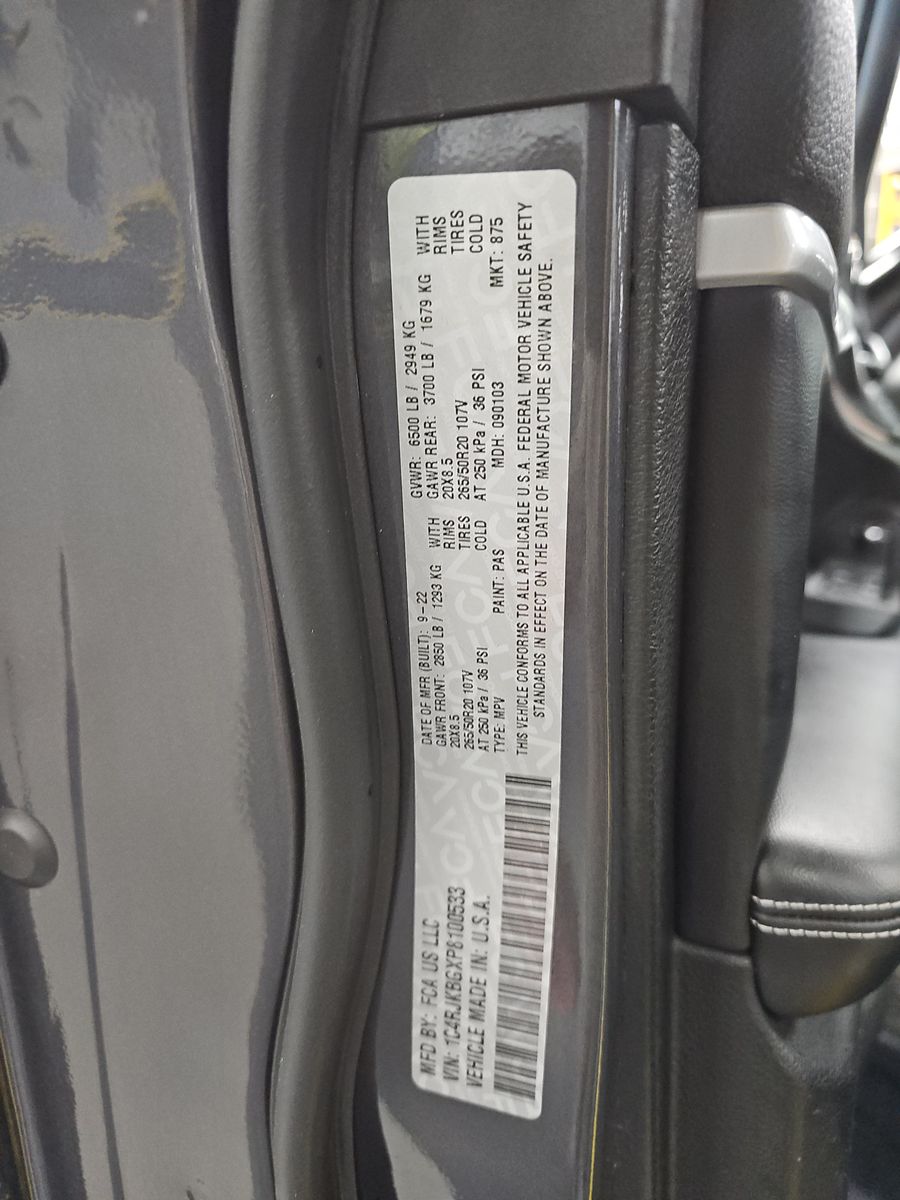 MFD BY: FCA US LLC
VIN: 1C4RJKBGXP8100533
VEHICLE MADE IN: U.S.A.
DATE OF MFR (BUILT): 9-22 GVWR: 6500 LB / 2949 KG
GAWR FRONT: 2850 LB / 1293 KG WITH GAWR REAR: 3700 LB / 1679 KG WITH
20X8.5 RIMS 20X8.5 RIMS
265/50R20 107V TIRES 265/50R20 107V TIRES
AT 250 kPa / 36 PSI COLD AT 250 kPa / 36 PSI COLD
TYPE: MPV PAINT: PAS MDH: 090103 MKT: 875
THIS VEHICLE CONFORMS TO ALL APPLICABLE U.S.A. FEDERAL MOTOR VEHICLE SAFETY
STANDARDS IN EFFECT ON THE DATE OF MANUFACTURE SHOWN ABOVE.